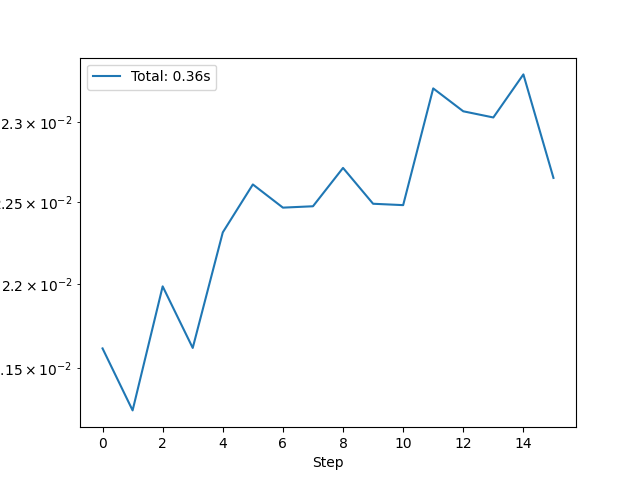 Total: 0.36s
2.3 × 10⁻²
2.25 × 10⁻²
2.2 × 10⁻²
.15 × 10⁻²
0 2 4 6 8 10 12 14
Step